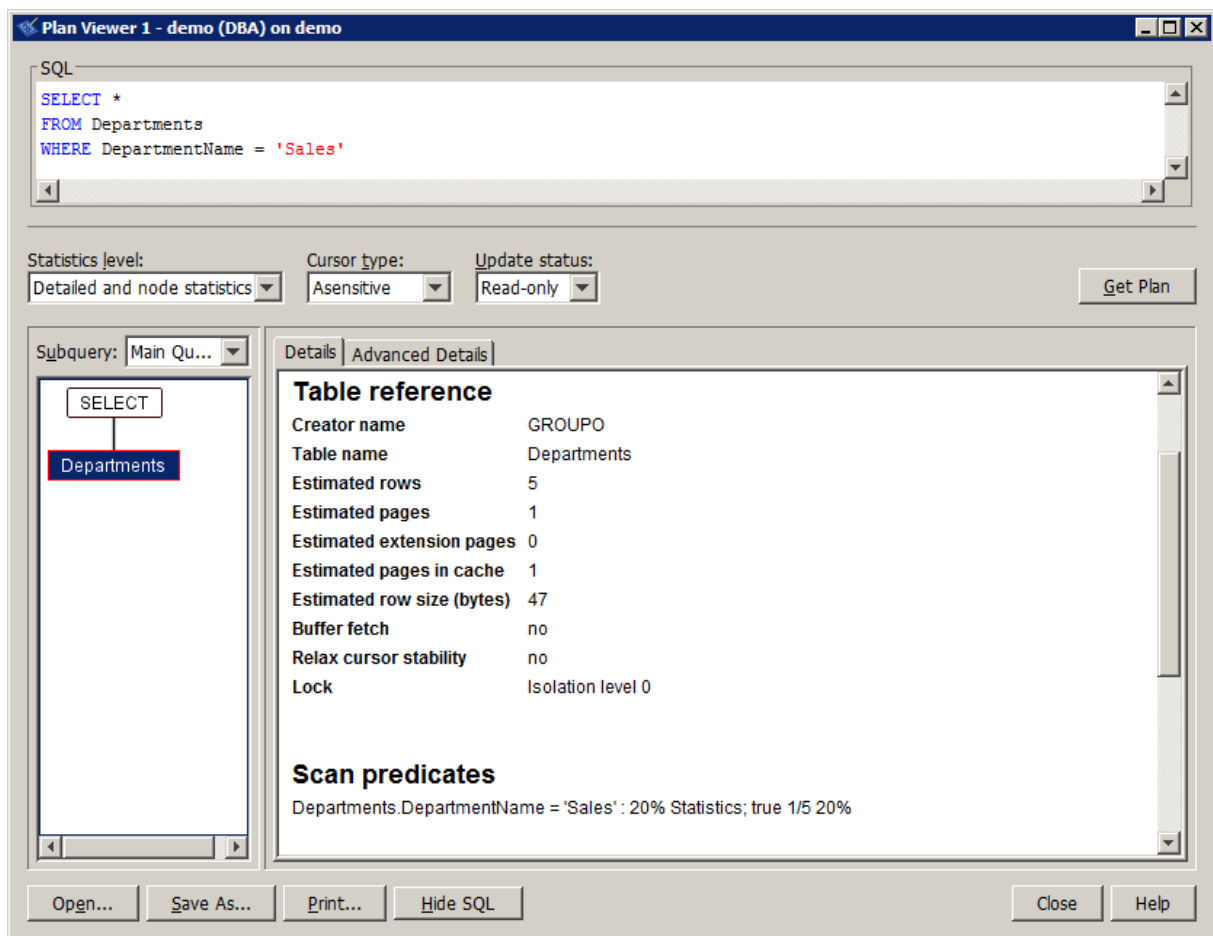 Plan Viewer 1 - demo (DBA) on demo
SQL
SELECT *
FROM Departments
WHERE DepartmentName = 'Sales'
Statistics level:
Cursor type:
Update status:
Detailed and node statistics
Asensitive
Read-only
Get Plan
Subquery: Main Qu...
SELECT
Departments
Details
Advanced Details
Table reference
Creator name GROUPO
Table name Departments
Estimated rows 5
Estimated pages 1
Estimated extension pages 0
Estimated pages in cache 1
Estimated row size (bytes) 47
Buffer fetch no
Relax cursor stability no
Lock Isolation level 0
Scan predicates
Departments.DepartmentName = 'Sales' : 20% Statistics; true 1/5 20%
Open...
Save As...
Print...
Hide SQL
Close
Help